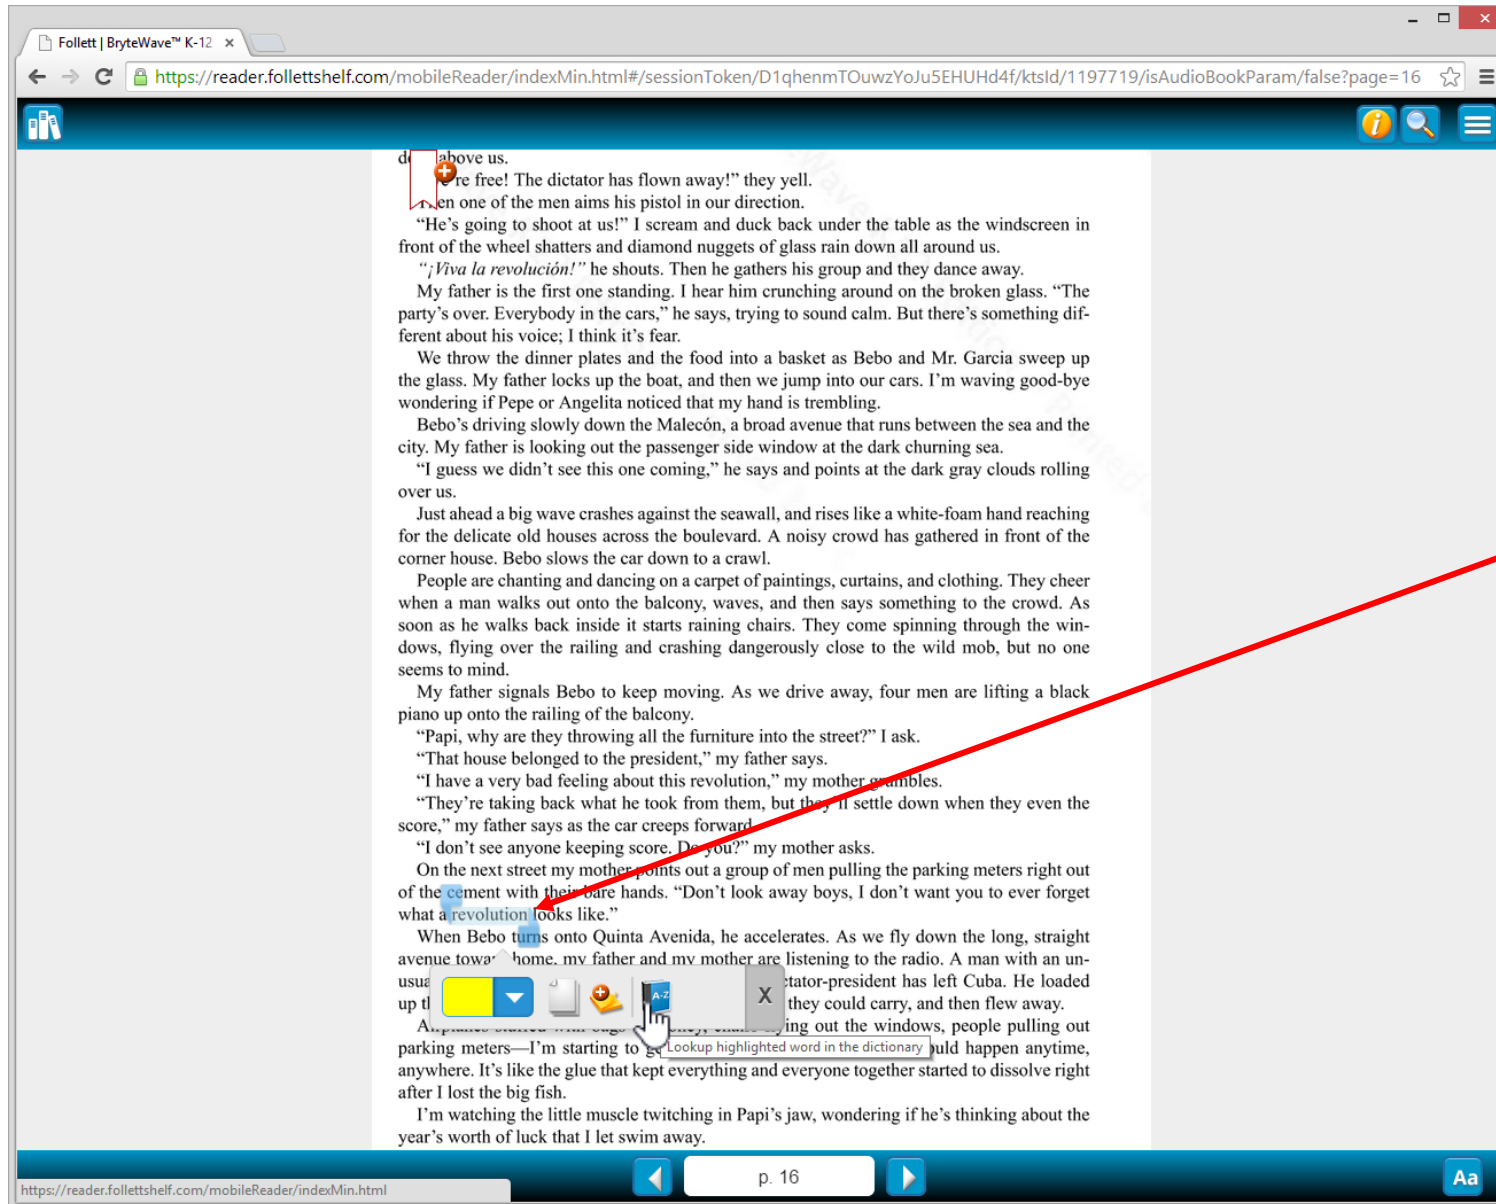 Follett | BryteWave™ K-12
https://reader.follettshelf.com/mobileReader/indexMin.html#/sessionToken/D1qhenmTOuwzYoJu5EHUHd4f/ktsId/1197719/isAudioBookParam/false?page=16
above us.
re free! The dictator has flown away!” they yell.
en one of the men aims his pistol in our direction.
“He’s going to shoot at us!” I scream and duck back under the table as the windscreen in
front of the wheel shatters and diamond nuggets of glass rain down all around us.
“¡Viva la revolución!” he shouts. Then he gathers his group and they dance away.
My father is the first one standing. I hear him crunching around on the broken glass. “The
party’s over. Everybody in the cars,” he says, trying to sound calm. But there’s something dif-
ferent about his voice; I think it’s fear.
We throw the dinner plates and the food into a basket as Bebo and Mr. Garcia sweep up
the glass. My father locks up the boat, and then we jump into our cars. I’m waving good-bye
wondering if Pepe or Angelita noticed that my hand is trembling.
Bebo’s driving slowly down the Malecón, a broad avenue that runs between the sea and the
city. My father is looking out the passenger side window at the dark churning sea.
“I guess we didn’t see this one coming,” he says and points at the dark gray clouds rolling
over us.
Just ahead a big wave crashes against the seawall, and rises like a white-foam hand reaching
for the delicate old houses across the boulevard. A noisy crowd has gathered in front of the
corner house. Bebo slows the car down to a crawl.
People are chanting and dancing on a carpet of paintings, curtains, and clothing. They cheer
when a man walks out onto the balcony, waves, and then says something to the crowd. As
soon as he walks back inside it starts raining chairs. They come spinning through the win-
dows, flying over the railing and crashing dangerously close to the wild mob, but no one
seems to mind.
My father signals Bebo to keep moving. As we drive away, four men are lifting a black
piano up onto the railing of the balcony.
“Papi, why are they throwing all the furniture into the street?” I ask.
“That house belonged to the president,” my father says.
“I have a very bad feeling about this revolution,” my mother grumbles.
“They’re taking back what he took from them, but they’ll settle down when they even the
score,” my father says as the car creeps forward.
“I don’t see anyone keeping score. Do you?” my mother asks.
On the next street my mother points out a group of men pulling the parking meters right out
of the cement with their bare hands. “Don’t look away boys, I don’t want you to ever forget
what a revolution looks like.”
When Bebo turns onto Quinta Avenida, he accelerates. As we fly down the long, straight
avenue toward home, my father and my mother are listening to the radio. A man with an un-
usua ctator-president has left Cuba. He loaded
up they could carry, and then flew away.
Airplanes stuffed with bags ying out the windows, people pulling out
parking meters—I’m starting to uld happen anytime,
anywhere. It’s like the glue that kept everything and everyone together started to dissolve right
after I lost the big fish.
I’m watching the little muscle twitching in Papi’s jaw, wondering if he’s thinking about the
year’s worth of luck that I let swim away.
A-Z
X
Lookup highlighted word in the dictionary
p. 16
Aa
https://reader.follettshelf.com/mobileReader/indexMin.html